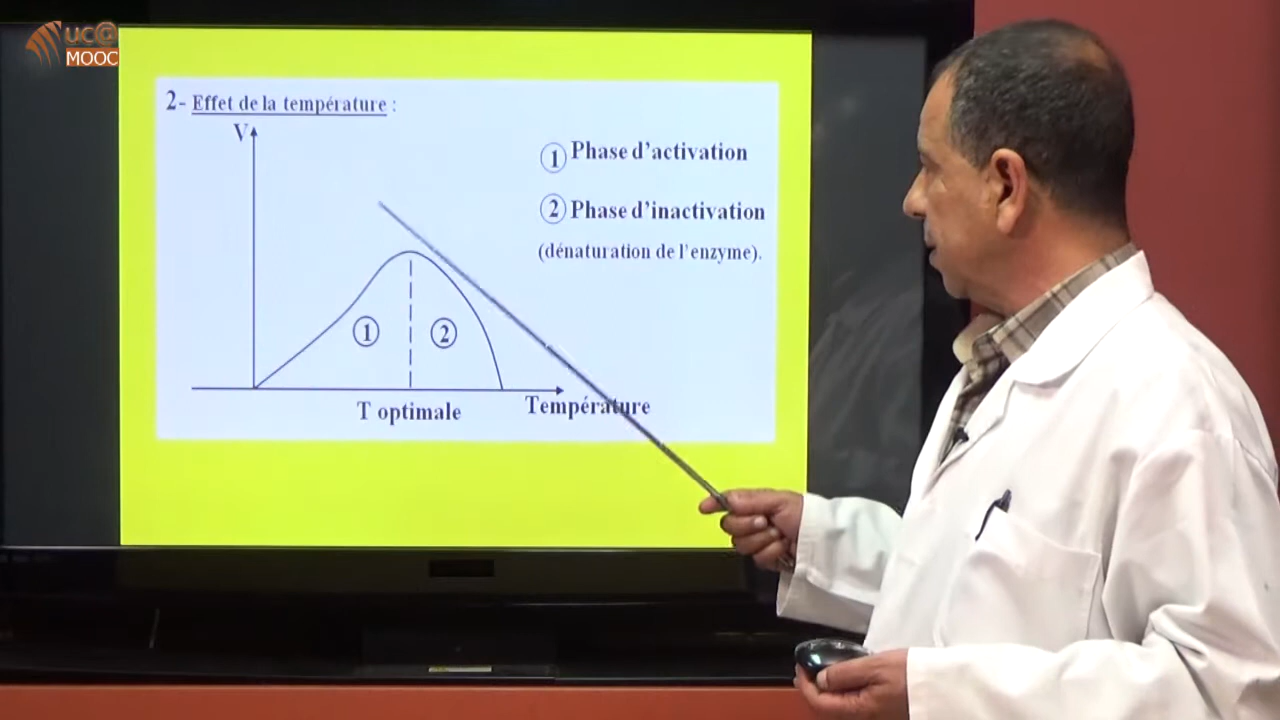 UC@
MOOC
2- Effet de la température :
V
① Phase d'activation
② Phase d'inactivation
(dénaturation de l'enzyme).
① ②
T optimale
Température